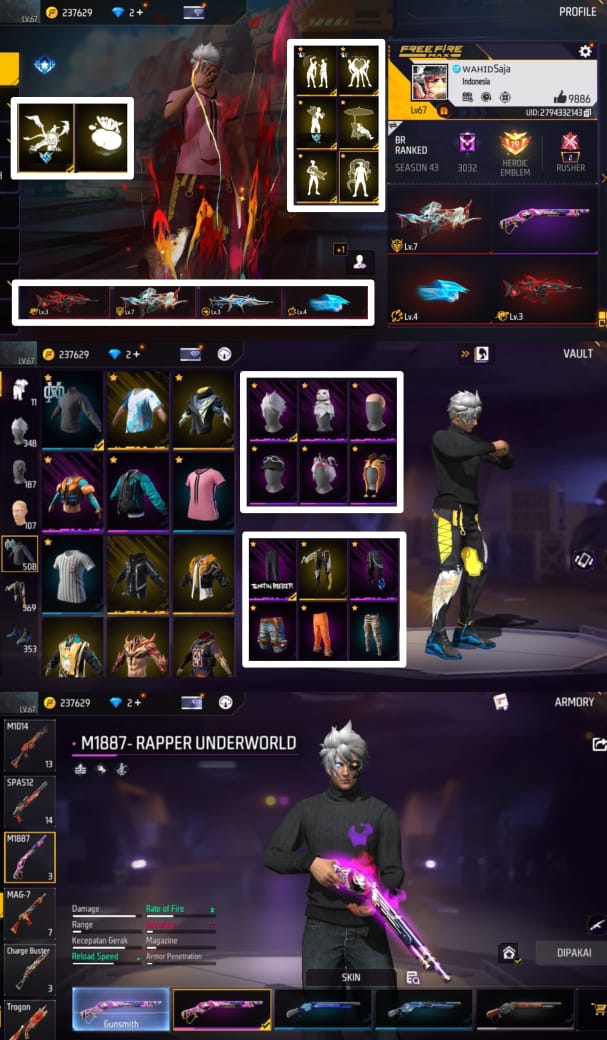 LV.67 237629 2+ PROFILE
FREE FIRE
MAX
WAHIDSaja
Indonesia
9886
Lv67
UID:2794332143
BR
RANKED
SEASON 43
3032
HEROIC
EMBLEM
2
RUSHER
Lv.7
Lv.4
Lv.3
+1
Lv.3
Lv.7
Lv.3
Lv.4
LV.67 237629 2+ VAULT
11
348
187
107
508
369
353
LV.67 237629 2+ ARMORY
M1014
13
SPAS12
14
M1887
3
MAG-7
7
Charge Buster
3
Trogon
M1887- RAPPER UNDERWORLD
Damage
Rate of Fire
Range
Kecepatan Gerak
Magazine
Reload Speed
Armor Penetration
DIPAKAI
SKIN
Gunsmith